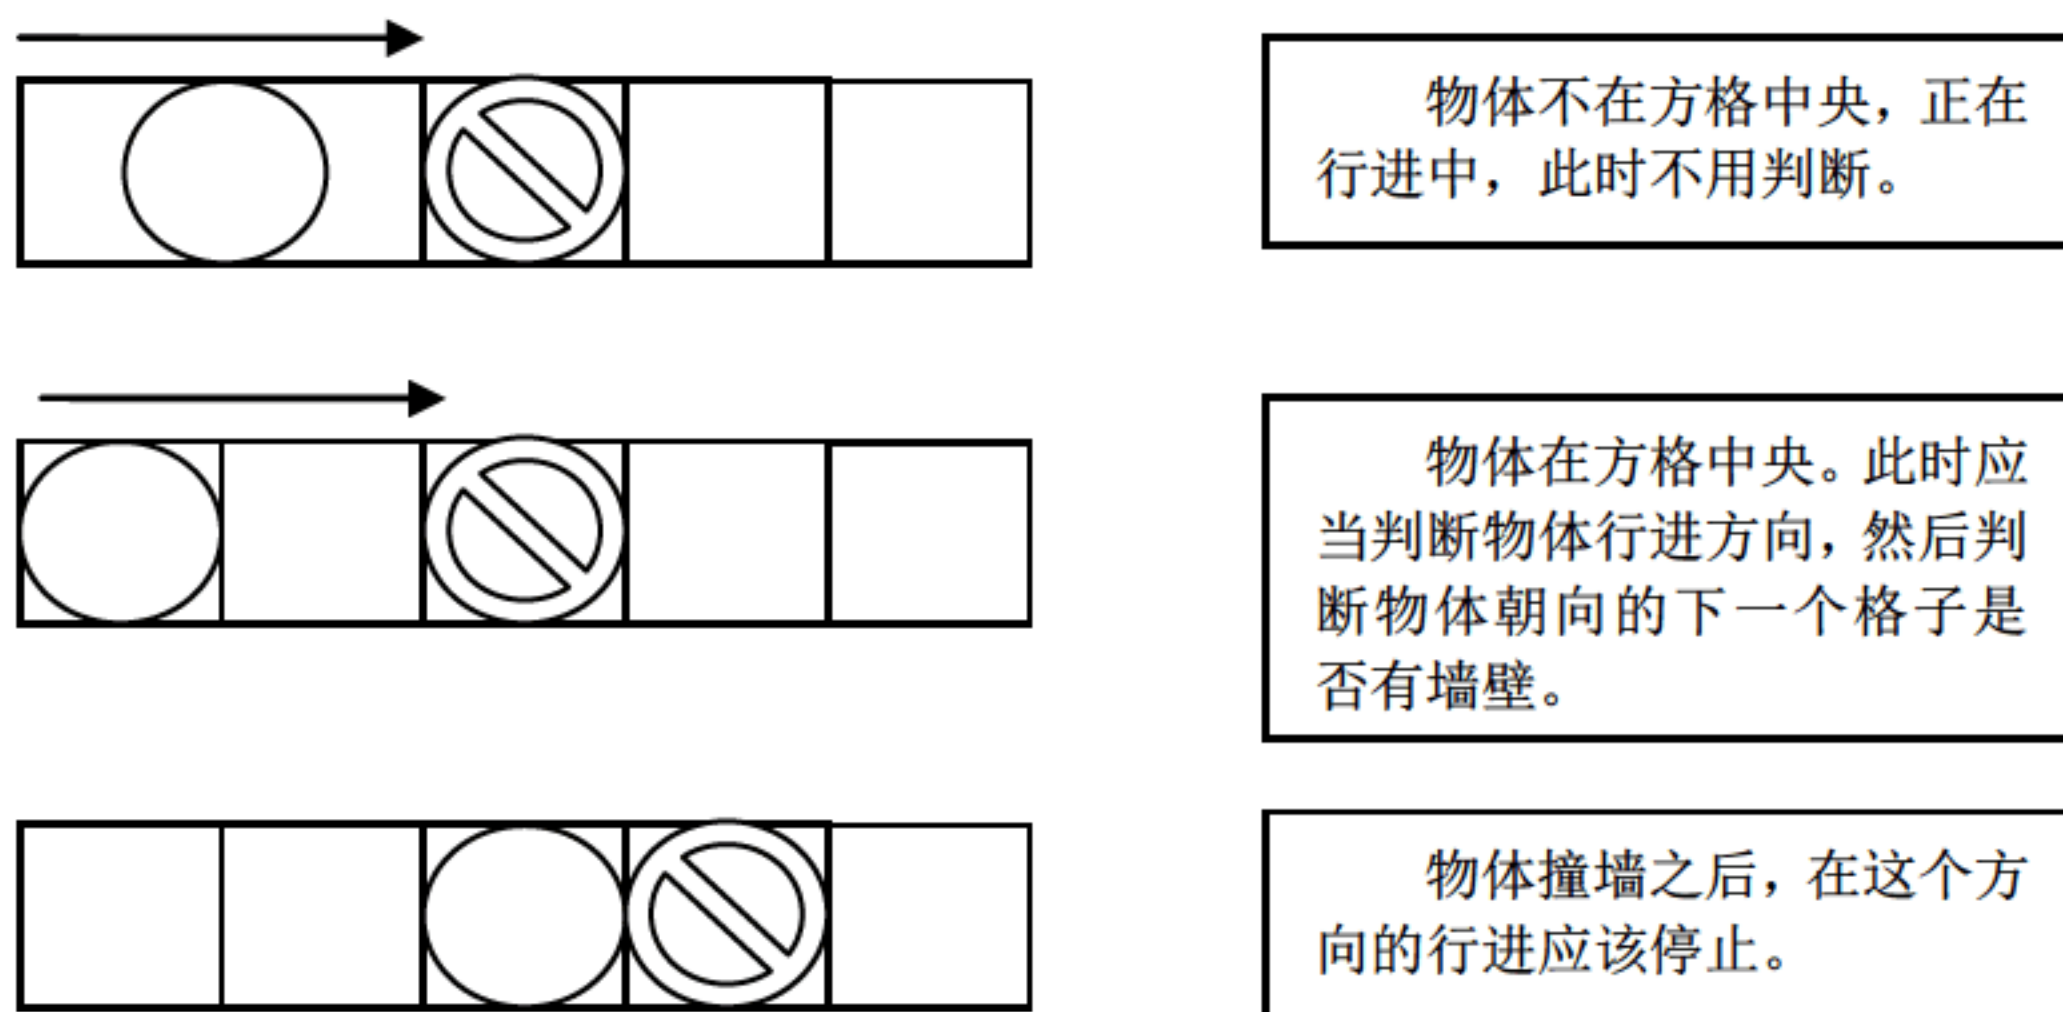 物体不在方格中央，正在
行进中，此时不用判断。
物体在方格中央。此时应
当判断物体行进方向，然后判
断物体朝向的下一个格子是
否有墙壁。
物体撞墙之后，在这个方
向的行进应该停止。